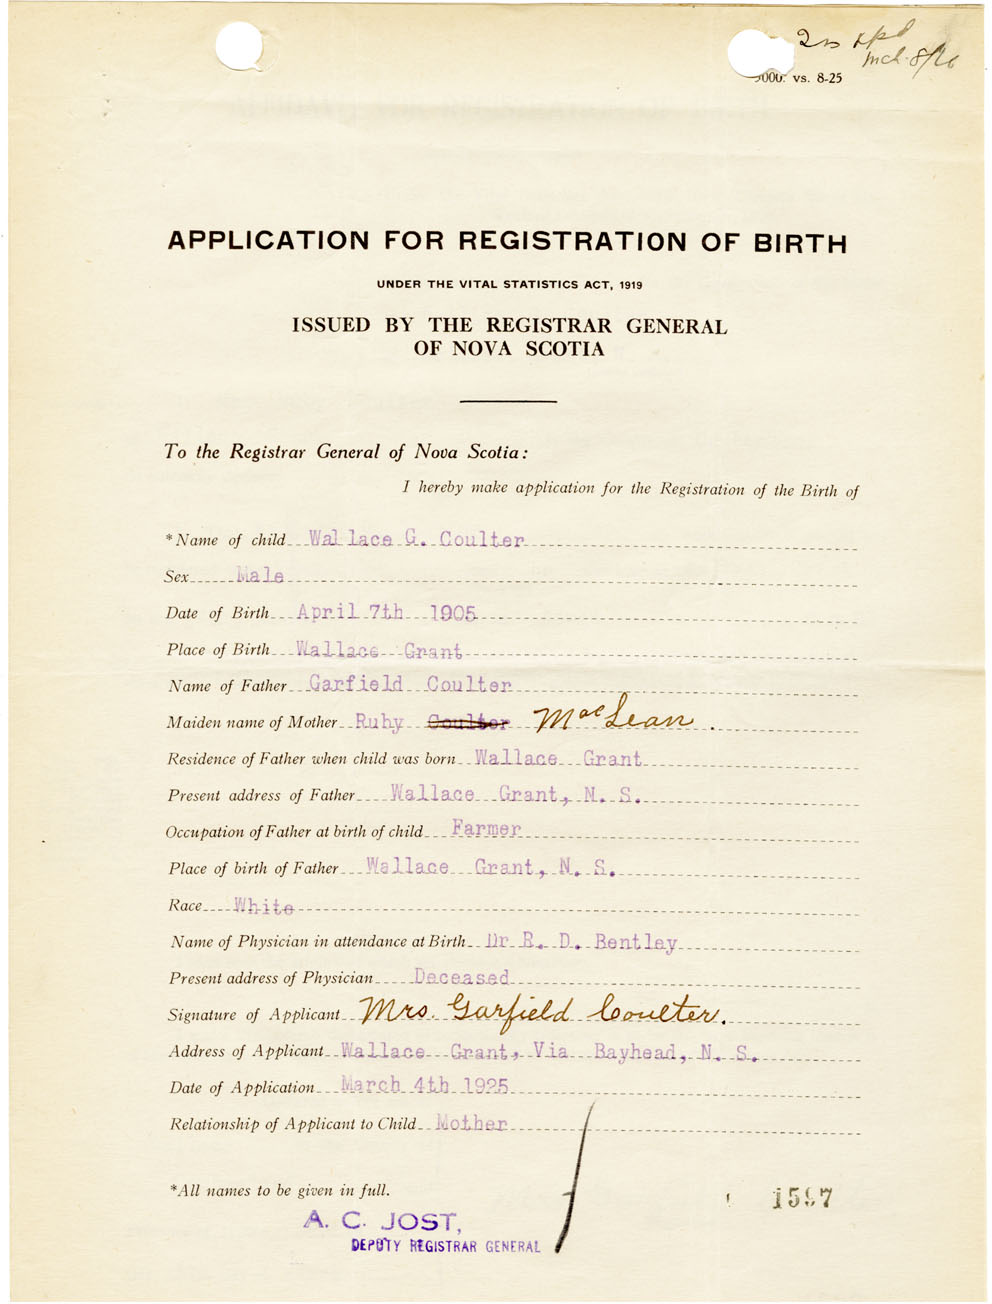 mch. 8/26
9000. vs. 8-25
APPLICATION FOR REGISTRATION OF BIRTH
UNDER THE VITAL STATISTICS ACT, 1919
ISSUED BY THE REGISTRAR GENERAL
OF NOVA SCOTIA
To the Registrar General of Nova Scotia:
I hereby make application for the Registration of the Birth of
*Name of child Wallace G. Coulter
Sex Male
Date of Birth April 7th 1905
Place of Birth Wallace Grant
Name of Father Garfield Coulter
Maiden name of Mother Ruby Coulter MacLean.
Residence of Father when child was born Wallace Grant
Present address of Father Wallace Grant, N. S.
Occupation of Father at birth of child Farmer
Place of birth of Father Wallace Grant, N. S.
Race White
Name of Physician in attendance at Birth Dr R. D. Bentley
Present address of Physician Deceased
Signature of Applicant Mrs. Garfield Coulter.
Address of Applicant Wallace Grant, Via Bayhead, N. S.
Date of Application March 4th 1925
Relationship of Applicant to Child Mother
*All names to be given in full.
1597
A. C. JOST,
DEPUTY REGISTRAR GENERAL